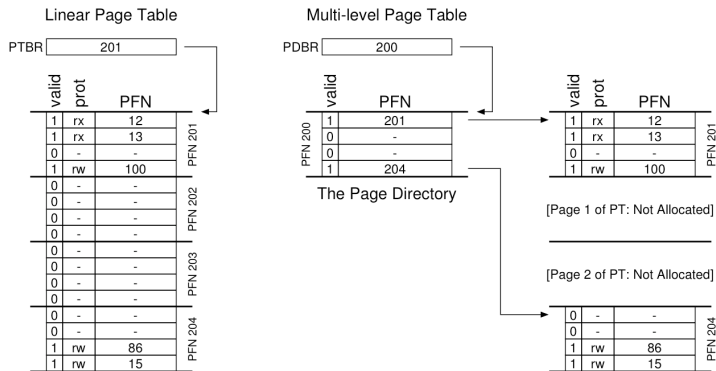 Linear Page Table
PTBR 201
valid prot PFN
1 rx 12
1 rx 13
0 - -
1 rw 100
PFN 201
0 - -
0 - -
0 - -
0 - -
PFN 202
0 - -
0 - -
0 - -
0 - -
PFN 203
0 - -
0 - -
1 rw 86
1 rw 15
PFN 204
Multi-level Page Table
PDBR 200
valid PFN
1 201
0 -
0 -
1 204
PFN 200
The Page Directory
valid prot PFN
1 rx 12
1 rx 13
0 - -
1 rw 100
PFN 201
[Page 1 of PT: Not Allocated]
[Page 2 of PT: Not Allocated]
0 - -
0 - -
1 rw 86
1 rw 15
PFN 204